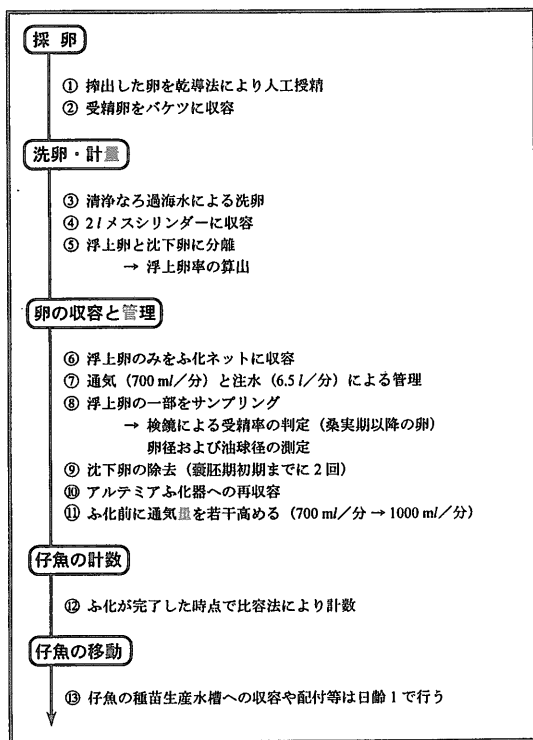 採 卵
① 搾出した卵を乾導法により人工授精
② 受精卵をバケツに収容
洗卵・計量
③ 清浄なろ過海水による洗卵
④ 2lメスシリンダーに収容
⑤ 浮上卵と沈下卵に分離
→ 浮上卵率の算出
卵の収容と管理
⑥ 浮上卵のみをふ化ネットに収容
⑦ 通気（700 ml／分）と注水（6.5 l／分）による管理
⑧ 浮上卵の一部をサンプリング
→ 検鏡による受精率の判定（桑実期以降の卵）
卵径および油球径の測定
⑨ 沈下卵の除去（嚢胚期初期までに2回）
⑩ アルテミアふ化器への再収容
⑪ ふ化前に通気量を若干高める（700 ml／分 → 1000 ml／分）
仔魚の計数
⑫ ふ化が完了した時点で比容法により計数
仔魚の移動
⑬ 仔魚の種苗生産水槽への収容や配付等は日齢1で行う